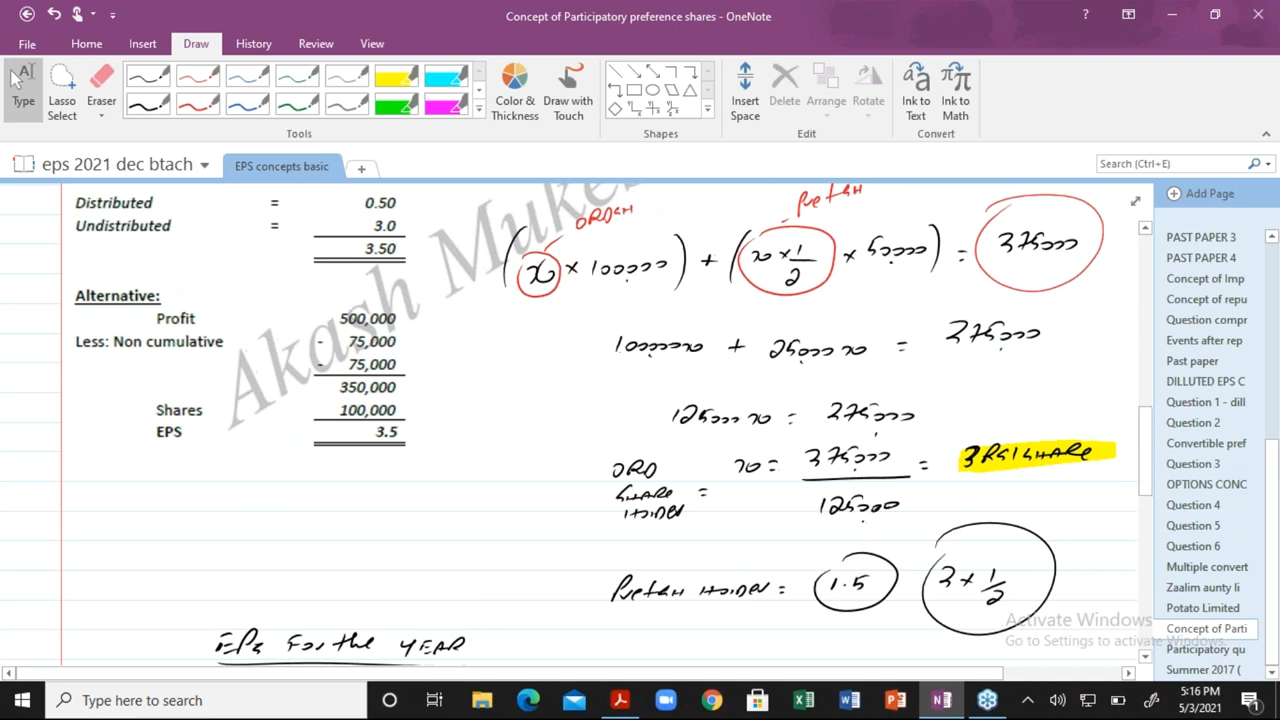 Concept of Participatory preference shares - OneNote
File Home Insert Draw History Review View
Type
Lasso Select
Eraser
Color & Thickness
Draw with Touch
Insert Space
Delete
Arrange
Rotate
Ink to Text
Ink to Math
Tools
Shapes
Edit
Convert
eps 2021 dec btach
EPS concepts basic
Search (Ctrl+E)
Distributed = 0.50
Undistributed = 3.0
3.50
Alternative:
Profit 500,000
Less: Non cumulative - 75,000
- 75,000
350,000
Shares 100,000
EPS 3.5
Akash Mukes
(x × 100000) + (x × 1/2 × 50000) = 375000
100000x + 25000x = 375000
125000x = 375000
ORD SHARE HOLDER = x = 375000 / 125000 = 3 RS/SHARE
HOLDER = 1.5 3 × 1/2
EPS FOR the YEAR
Add Page
PAST PAPER 3
PAST PAPER 4
Concept of Imp
Concept of repu
Question compr
Events after rep
Past paper
DILLUTED EPS C
Question 1 - dill
Question 2
Convertible pref
Question 3
OPTIONS CONC
Question 4
Question 5
Question 6
Multiple convert
Zaalim aunty li
Potato Limited
Concept of Parti
Participatory qu
Summer 2017 (
Activate Windows
Go to Settings to activate Windows.
Type here to search
5:16 PM
5/3/2021